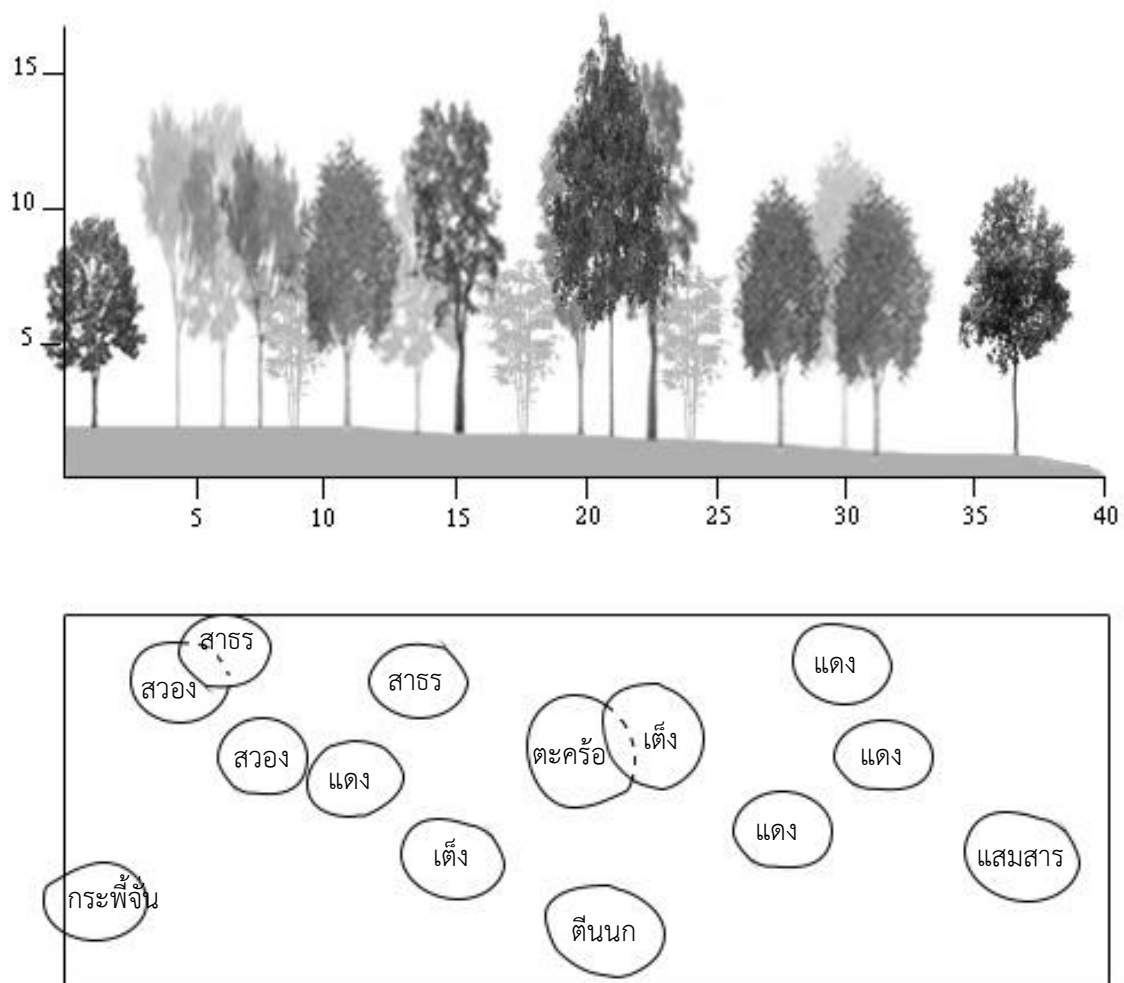 15
10
5
5 10 15 20 25 30 35 40
สาธร
สวอง
สาธร
แดง
สวอง
แดง
ตะคร้อ
เต็ง
แดง
เต็ง
แดง
แสมสาร
กระพี้จั่น
ตีนนก